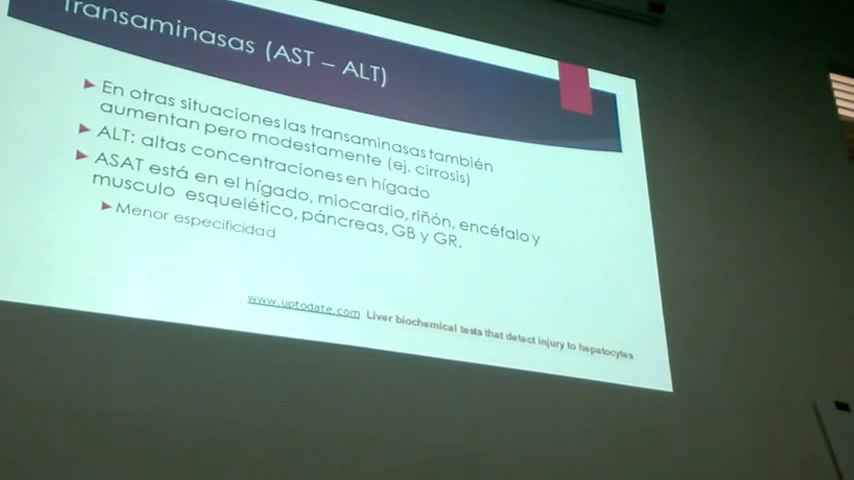 Transaminasas (AST – ALT)
En otras situaciones las transaminasas también
aumentan pero modestamente (ej. cirrosis)
ALT: altas concentraciones en hígado
ASAT está en el hígado, miocardio, riñón, encéfalo y
musculo esquelético, páncreas, GB y GR.
Menor especificidad
www.uptodate.com Liver biochemical tests that detect injury to hepatocytes